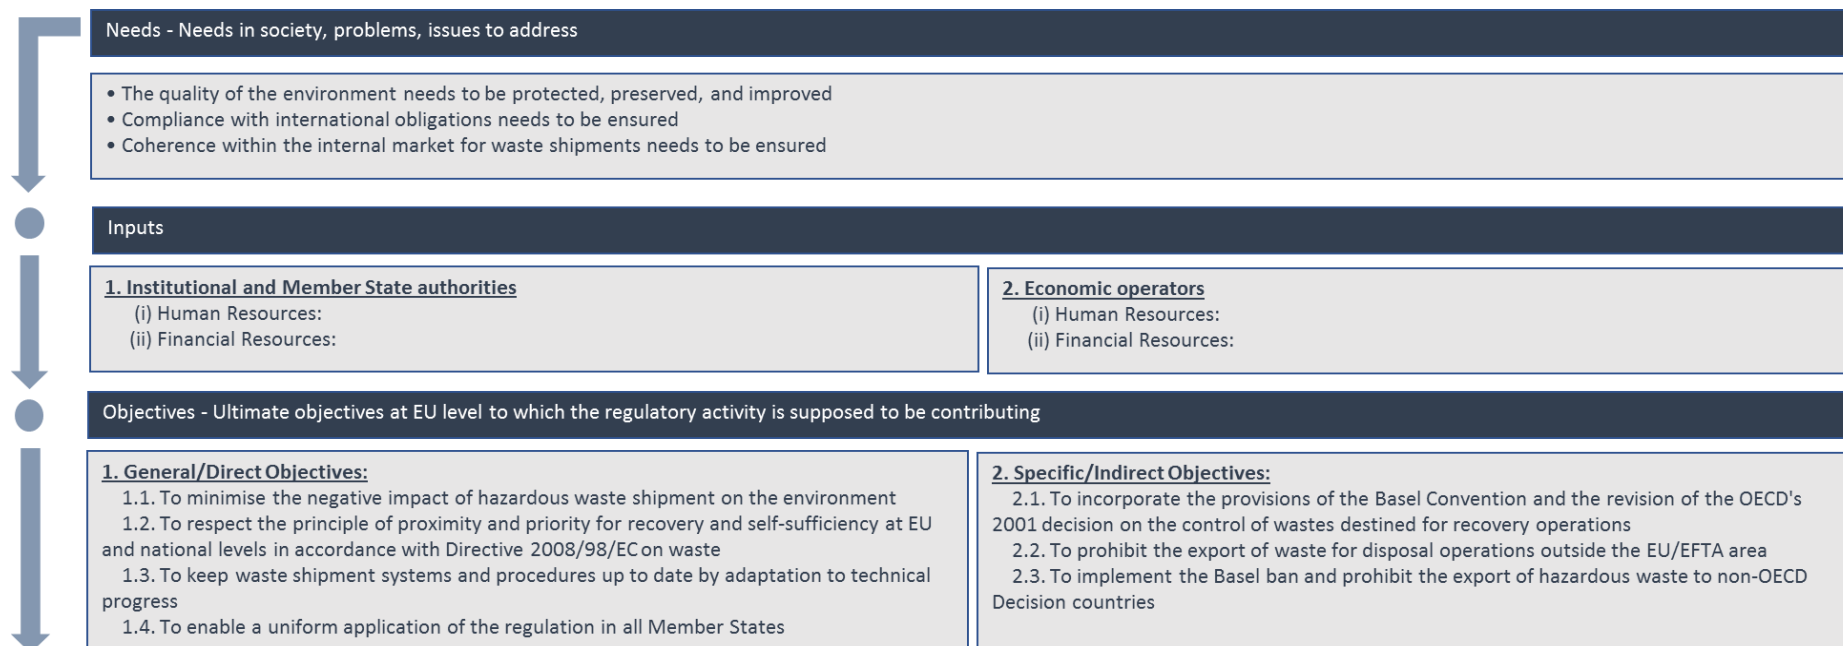 Needs - Needs in society, problems, issues to address
• The quality of the environment needs to be protected, preserved, and improved
• Compliance with international obligations needs to be ensured
• Coherence within the internal market for waste shipments needs to be ensured
Inputs
1. Institutional and Member State authorities
(i) Human Resources:
(ii) Financial Resources:
2. Economic operators
(i) Human Resources:
(ii) Financial Resources:
Objectives - Ultimate objectives at EU level to which the regulatory activity is supposed to be contributing
1. General/Direct Objectives:
1.1. To minimise the negative impact of hazardous waste shipment on the environment
1.2. To respect the principle of proximity and priority for recovery and self-sufficiency at EU
and national levels in accordance with Directive 2008/98/EC on waste
1.3. To keep waste shipment systems and procedures up to date by adaptation to technical
progress
1.4. To enable a uniform application of the regulation in all Member States
2. Specific/Indirect Objectives:
2.1. To incorporate the provisions of the Basel Convention and the revision of the OECD's
2001 decision on the control of wastes destined for recovery operations
2.2. To prohibit the export of waste for disposal operations outside the EU/EFTA area
2.3. To implement the Basel ban and prohibit the export of hazardous waste to non-OECD
Decision countries